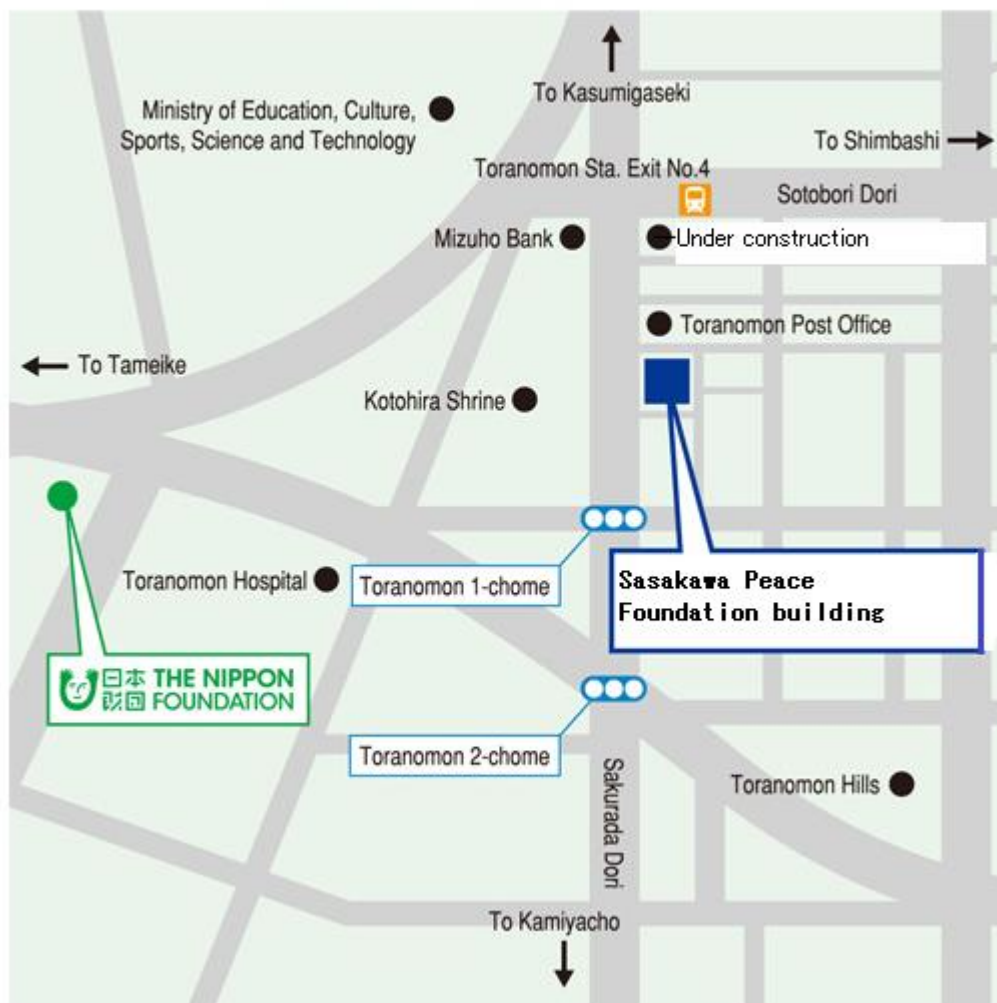 To Kasumigaseki
Ministry of Education, Culture,
Sports, Science and Technology
To Shimbashi
Toranomon Sta. Exit No.4
Sotobori Dori
Mizuho Bank
Under construction
Toranomon Post Office
To Tameike
Kotohira Shrine
Toranomon Hospital
Toranomon 1-chome
Sasakawa Peace
Foundation building
日本 THE NIPPON
財団 FOUNDATION
Toranomon 2-chome
Sakurada Dori
Toranomon Hills
To Kamiyacho